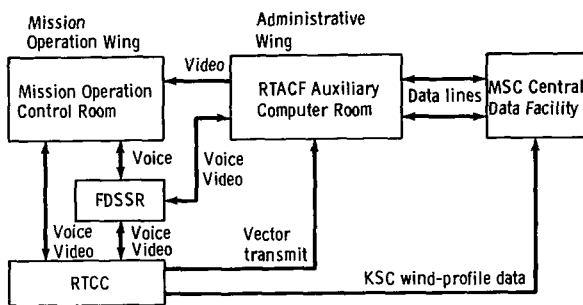 Mission
Operation Wing
Administrative
Wing
Mission Operation
Control Room
Video
RTACF Auxiliary
Computer Room
Data lines
MSC Central
Data Facility
Voice
Voice
Video
FDSSR
Voice
Video
Voice
Video
Vector
transmit
RTCC
KSC wind-profile data